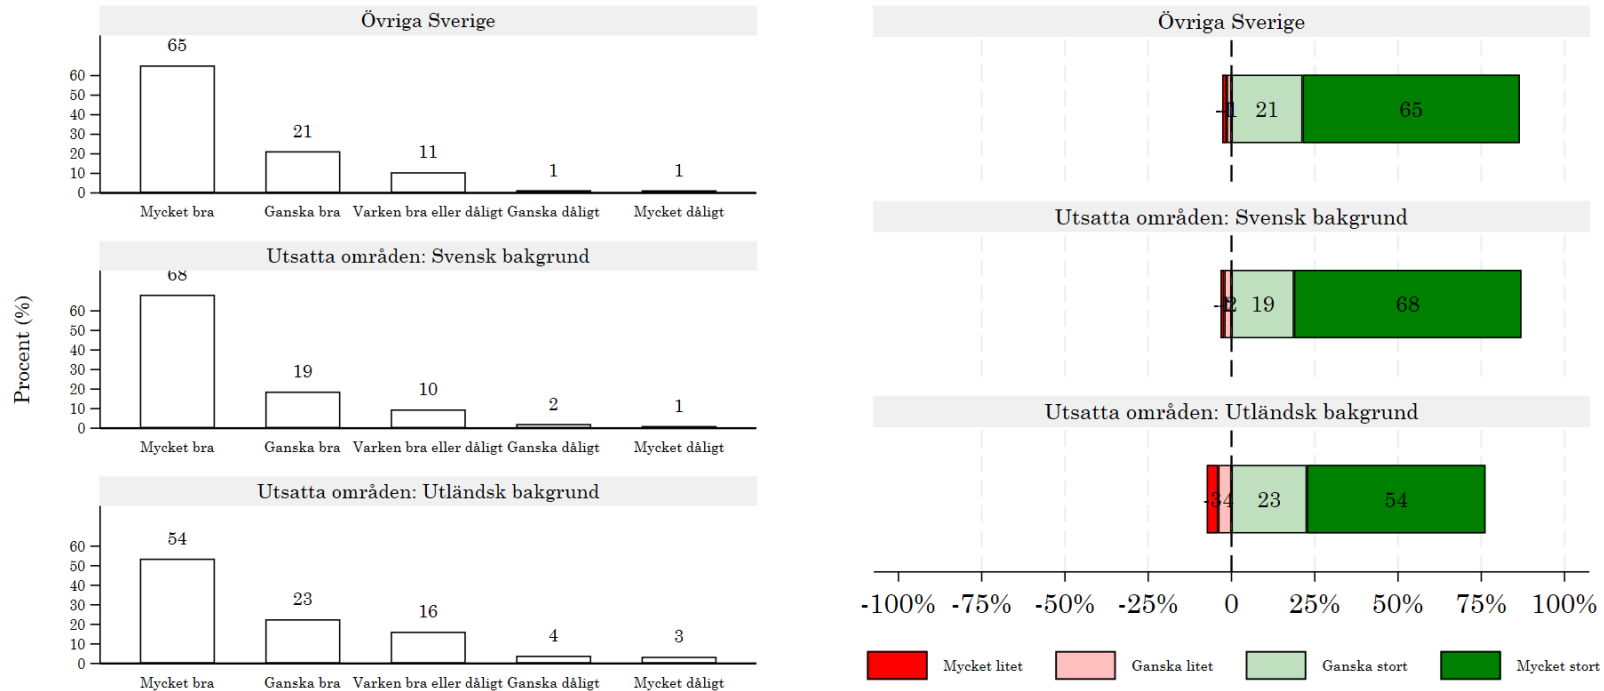 Övriga Sverige
65
21
11
1
1
60
50
40
30
20
10
0
Mycket bra
Ganska bra
Varken bra eller dåligt
Ganska dåligt
Mycket dåligt
Utsatta områden: Svensk bakgrund
68
19
10
2
1
60
50
40
30
20
10
0
Mycket bra
Ganska bra
Varken bra eller dåligt
Ganska dåligt
Mycket dåligt
Utsatta områden: Utländsk bakgrund
54
23
16
4
3
60
50
40
30
20
10
0
Mycket bra
Ganska bra
Varken bra eller dåligt
Ganska dåligt
Mycket dåligt
Procent (%)
Övriga Sverige
21
65
Utsatta områden: Svensk bakgrund
19
68
Utsatta områden: Utländsk bakgrund
23
54
-100%
-75%
-50%
-25%
0
25%
50%
75%
100%
Mycket litet
Ganska litet
Ganska stort
Mycket stort